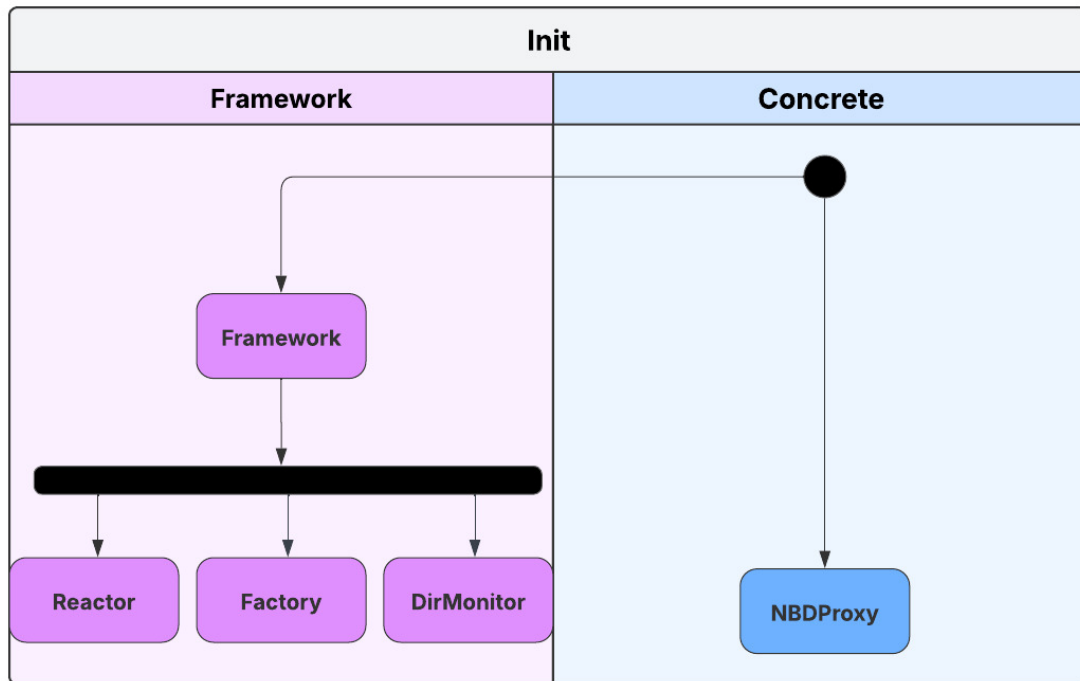 Init
Framework
Concrete
Framework
Reactor
Factory
DirMonitor
NBDProxy